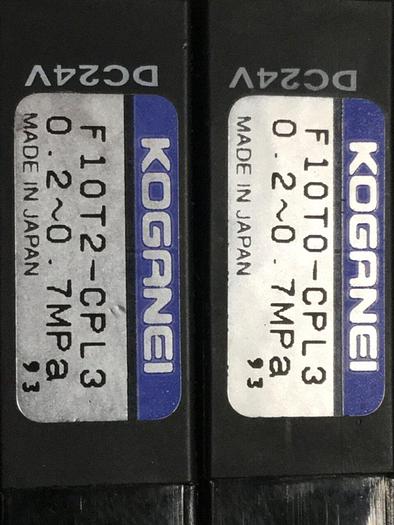 DC24V
KOGANEI
F10T2-CPL3
0.2~0.7MPa
MADE IN JAPAN
'93
DC24V
KOGANEI
F10T0-CPL3
0.2~0.7MPa
MADE IN JAPAN
'93